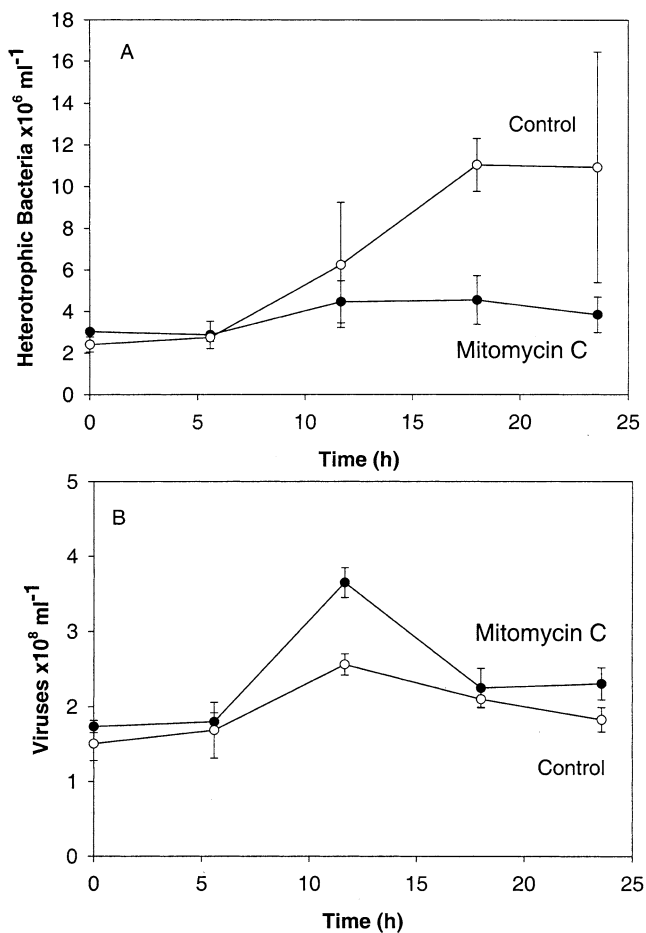 18
A
16
14
Control
12
10
8
6
4
Mitomycin C
2
0
0 5 10 15 20 25
Heterotrophic Bacteria x10⁶ ml⁻¹
Time (h)
5
B
4
Mitomycin C
3
2
Control
1
0
0 5 10 15 20 25
Viruses x10⁸ ml⁻¹
Time (h)